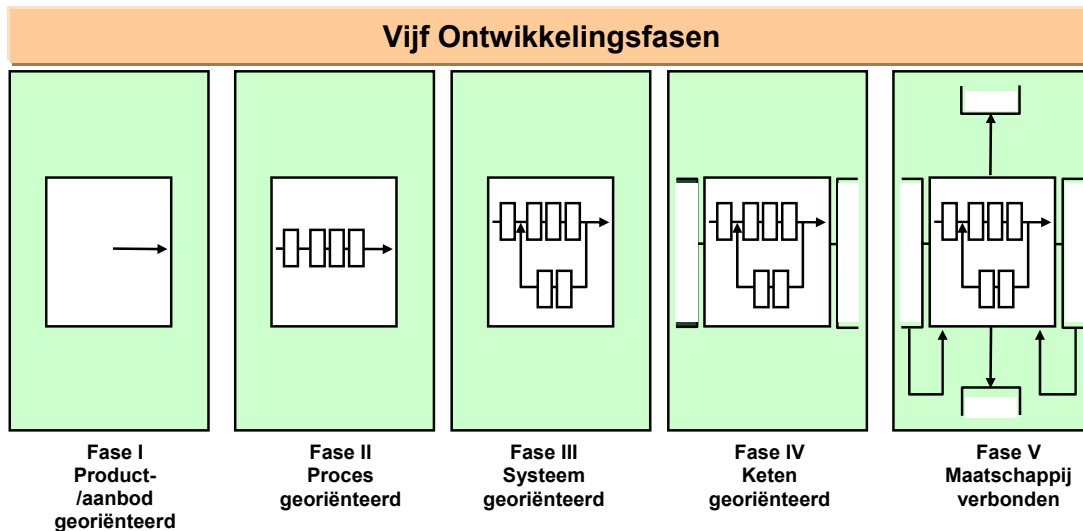 Vijf Ontwikkelingsfasen
Fase I
Product-
/aanbod
georiënteerd
Fase II
Proces
georiënteerd
Fase III
Systeem
georiënteerd
Fase IV
Keten
georiënteerd
Fase V
Maatschappij
verbonden